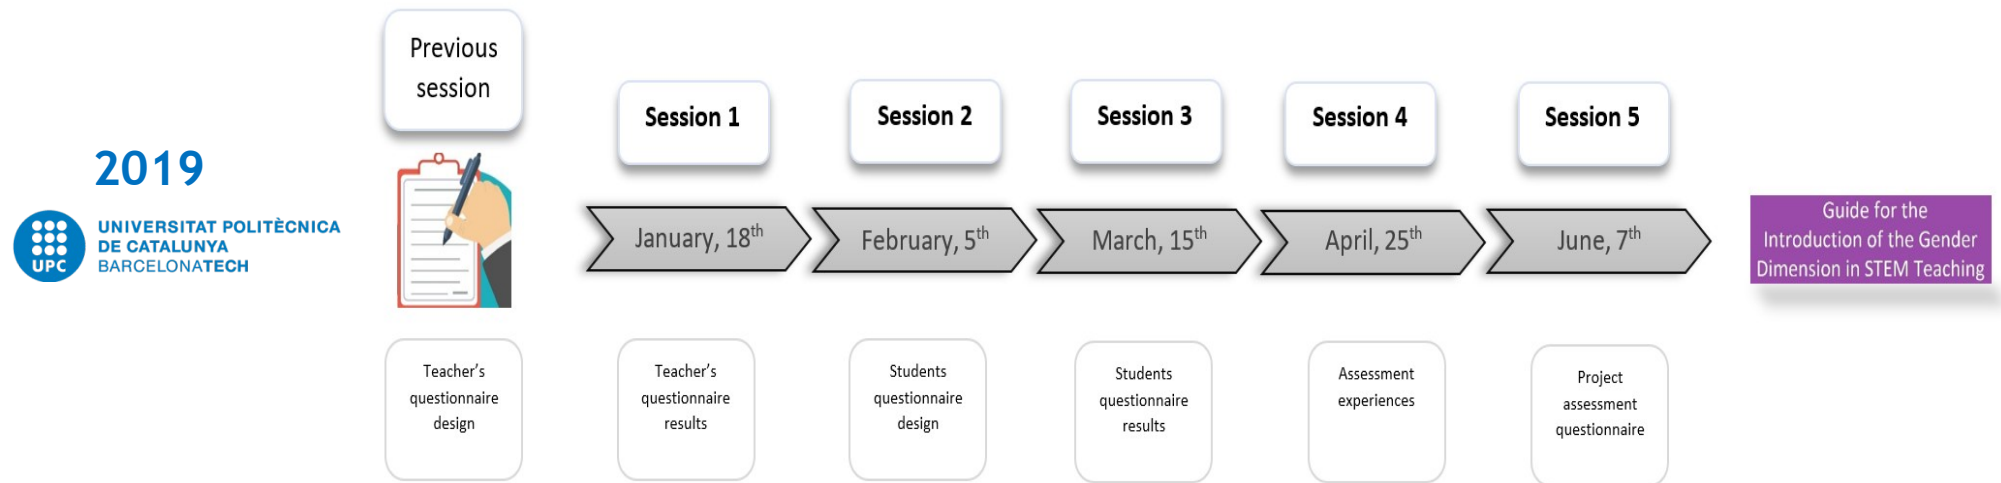 2019
UNIVERSITAT POLITÈCNICA
DE CATALUNYA
BARCELONATECH
UPC
Previous
session
Session 1
Session 2
Session 3
Session 4
Session 5
January, 18th
February, 5th
March, 15th
April, 25th
June, 7th
Guide for the
Introduction of the Gender
Dimension in STEM Teaching
Teacher's
questionnaire
design
Teacher's
questionnaire
results
Students
questionnaire
design
Students
questionnaire
results
Assessment
experiences
Project
assessment
questionnaire